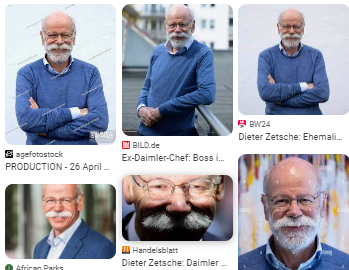 agefotostock
PRODUCTION - 26 April ...
BILD.de
Ex-Daimler-Chef: Boss i...
BW24
Dieter Zetsche: Ehemali...
African Parks
Handelsblatt
Dieter Zetsche: Daimler ...